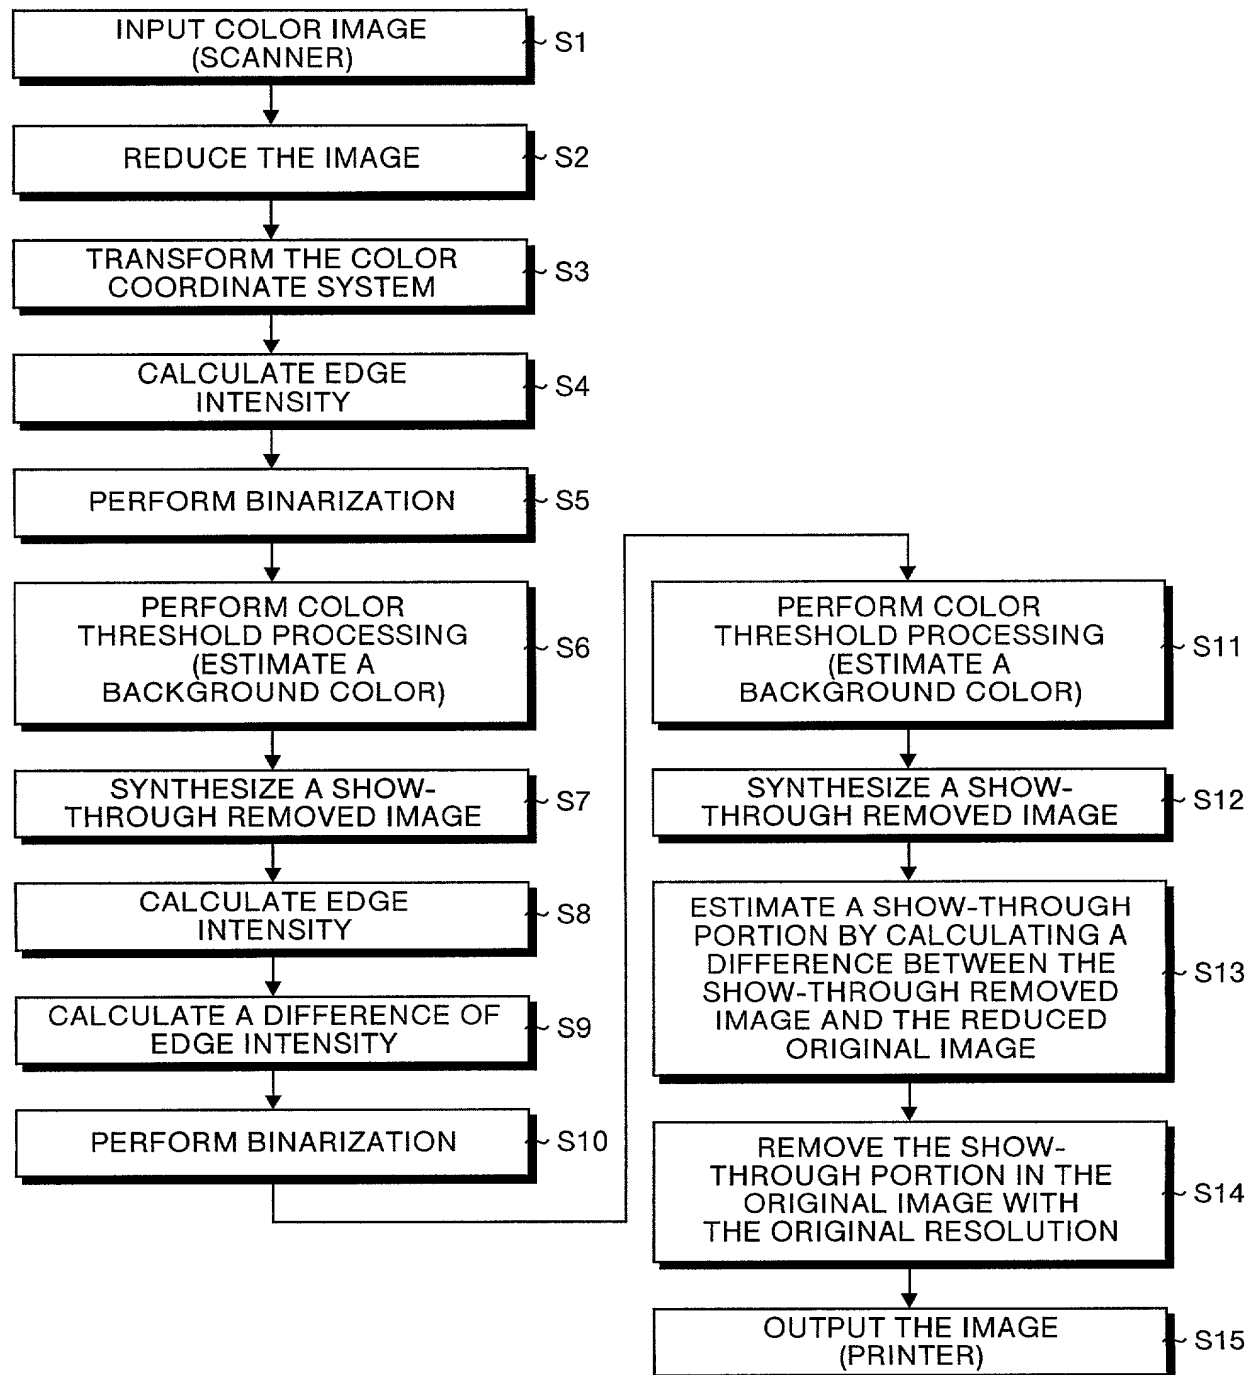 INPUT COLOR IMAGE
(SCANNER)
S1
REDUCE THE IMAGE
S2
TRANSFORM THE COLOR
COORDINATE SYSTEM
S3
CALCULATE EDGE
INTENSITY
S4
PERFORM BINARIZATION
S5
PERFORM COLOR
THRESHOLD PROCESSING
(ESTIMATE A
BACKGROUND COLOR)
S6
SYNTHESIZE A SHOW-
THROUGH REMOVED IMAGE
S7
CALCULATE EDGE
INTENSITY
S8
CALCULATE A DIFFERENCE OF
EDGE INTENSITY
S9
PERFORM BINARIZATION
S10
PERFORM COLOR
THRESHOLD PROCESSING
(ESTIMATE A
BACKGROUND COLOR)
S11
SYNTHESIZE A SHOW-
THROUGH REMOVED IMAGE
S12
ESTIMATE A SHOW-THROUGH
PORTION BY CALCULATING A
DIFFERENCE BETWEEN THE
SHOW-THROUGH REMOVED
IMAGE AND THE REDUCED
ORIGINAL IMAGE
S13
REMOVE THE SHOW-
THROUGH PORTION IN THE
ORIGINAL IMAGE WITH
THE ORIGINAL RESOLUTION
S14
OUTPUT THE IMAGE
(PRINTER)
S15